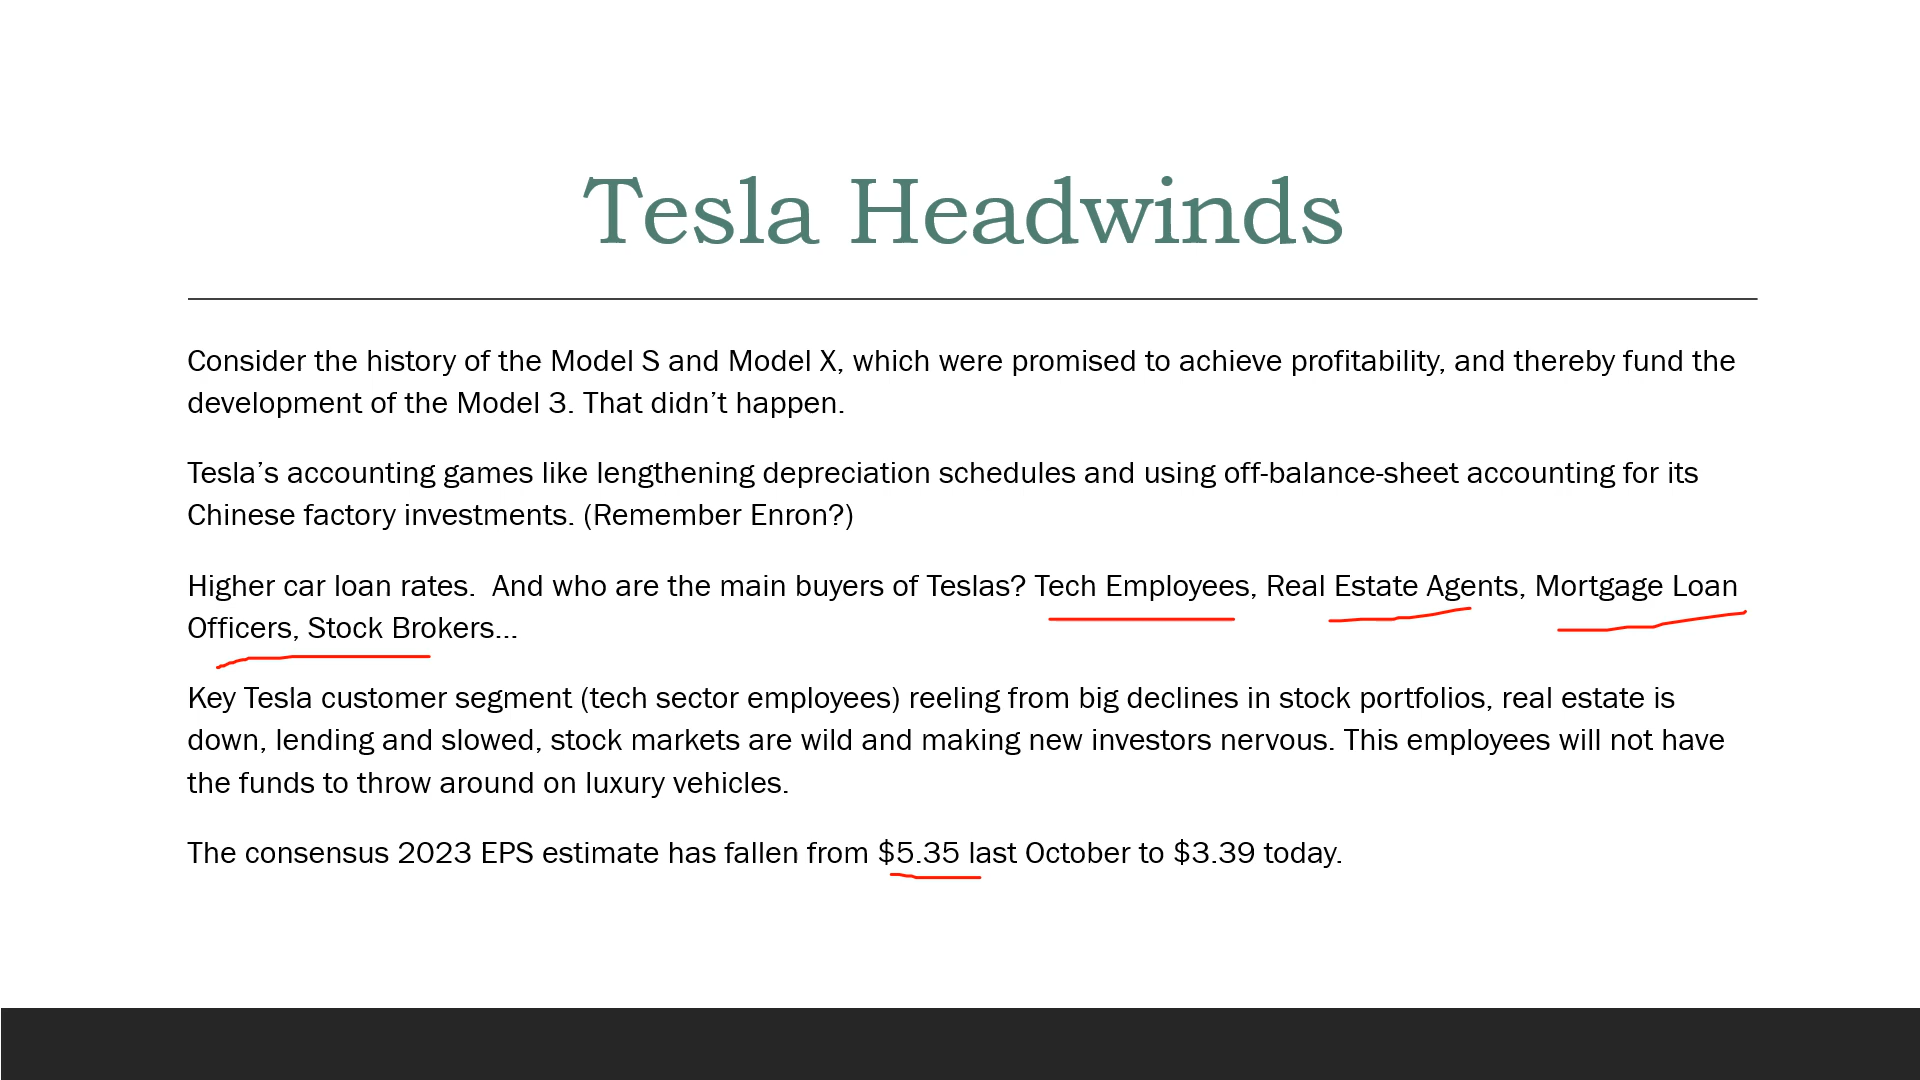 Tesla Headwinds
Consider the history of the Model S and Model X, which were promised to achieve profitability, and thereby fund the
development of the Model 3. That didn’t happen.
Tesla’s accounting games like lengthening depreciation schedules and using off-balance-sheet accounting for its
Chinese factory investments. (Remember Enron?)
Higher car loan rates.  And who are the main buyers of Teslas? Tech Employees, Real Estate Agents, Mortgage Loan
Officers, Stock Brokers...
Key Tesla customer segment (tech sector employees) reeling from big declines in stock portfolios, real estate is
down, lending and slowed, stock markets are wild and making new investors nervous. This employees will not have
the funds to throw around on luxury vehicles.
The consensus 2023 EPS estimate has fallen from $5.35 last October to $3.39 today.